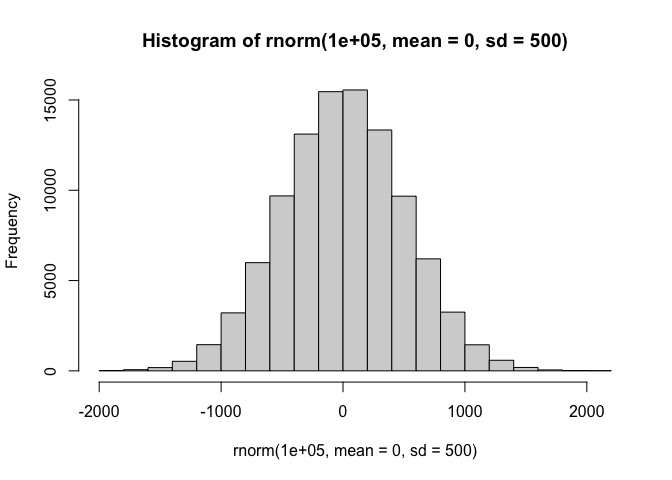 Histogram of rnorm(1e+05, mean = 0, sd = 500)
15000
10000
5000
0
Frequency
-2000 -1000 0 1000 2000
rnorm(1e+05, mean = 0, sd = 500)